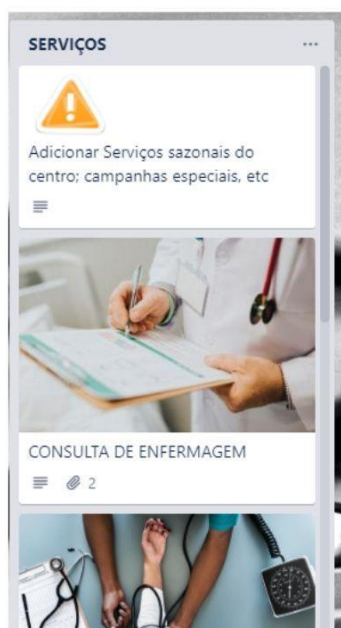 SERVIÇOS
Adicionar Serviços sazonais do
centro; campanhas especiais, etc
CONSULTA DE ENFERMAGEM
2